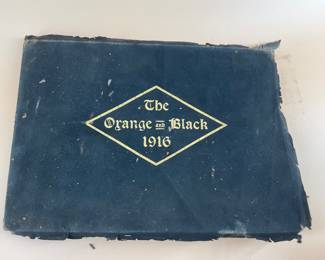 The
Orange and Black
1916